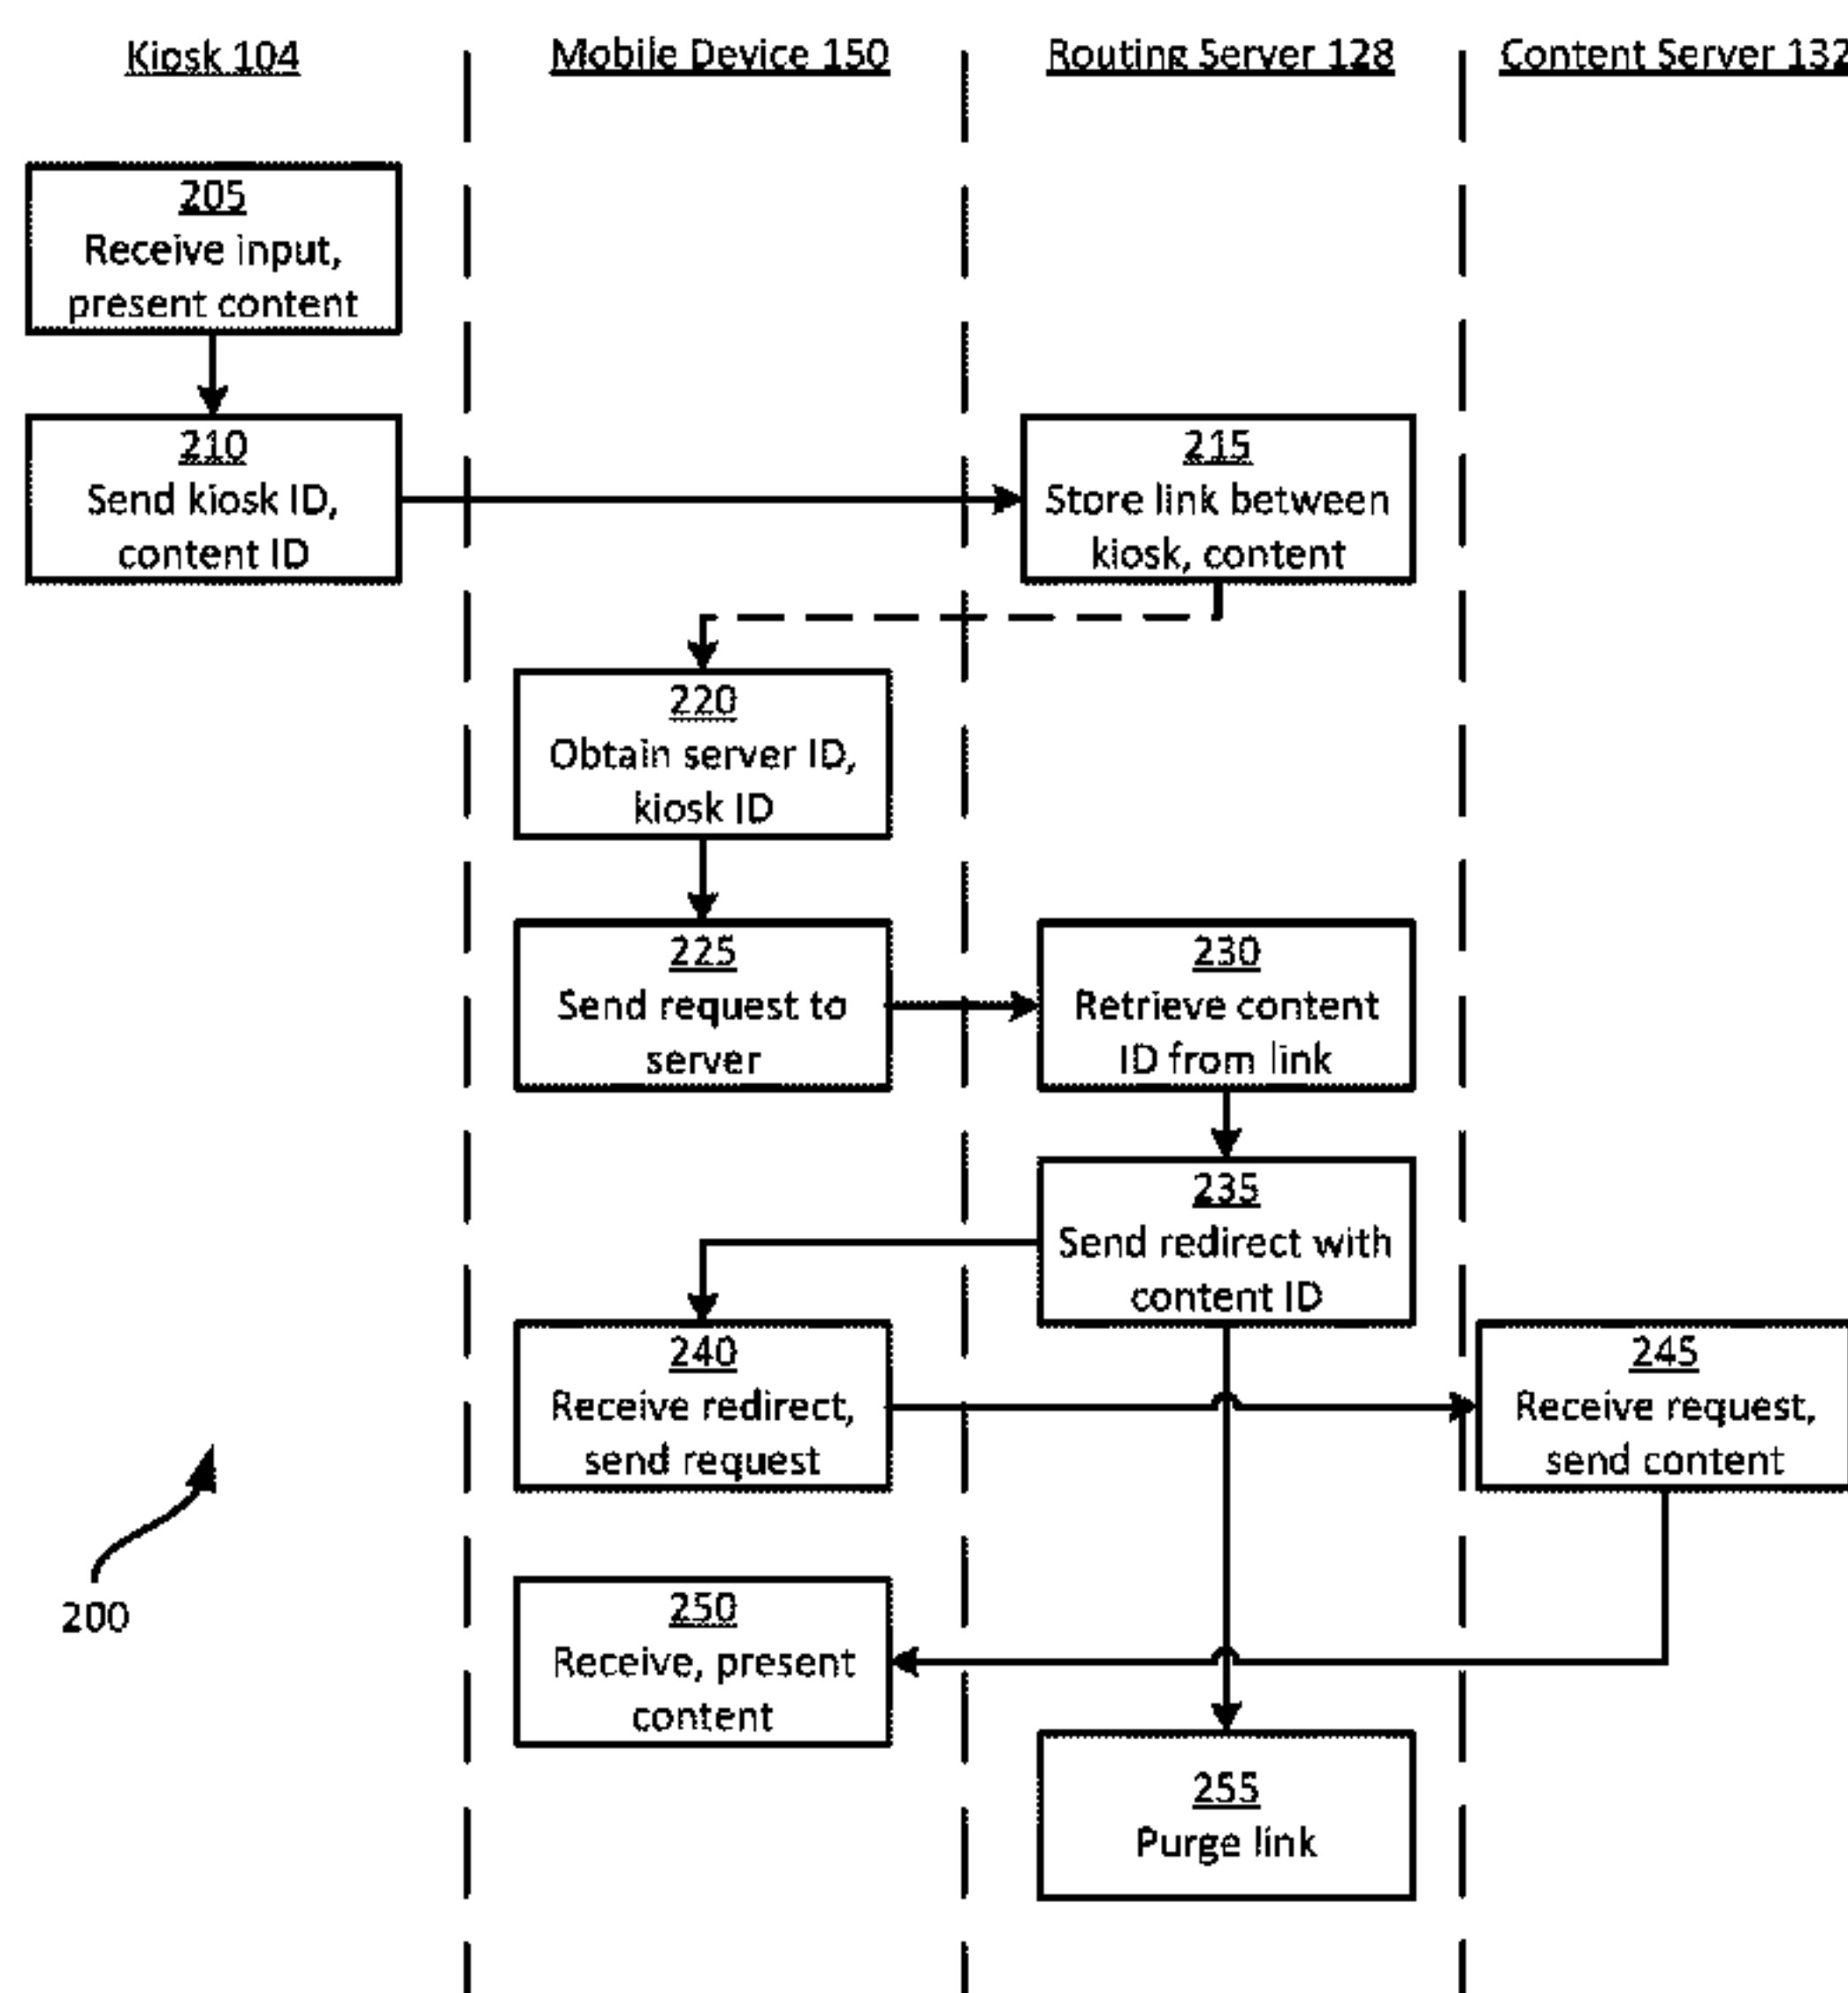 Kiosk 104
Mobile Device 150
Routing Server 128
Content Server 132
205
Receive input,
present content
210
Send kiosk ID,
content ID
215
Store link between
kiosk, content
220
Obtain server ID,
kiosk ID
225
Send request to
server
230
Retrieve content
ID from link
235
Send redirect with
content ID
240
Receive redirect,
send request
245
Receive request,
send content
250
Receive, present
content
255
Purge link
200